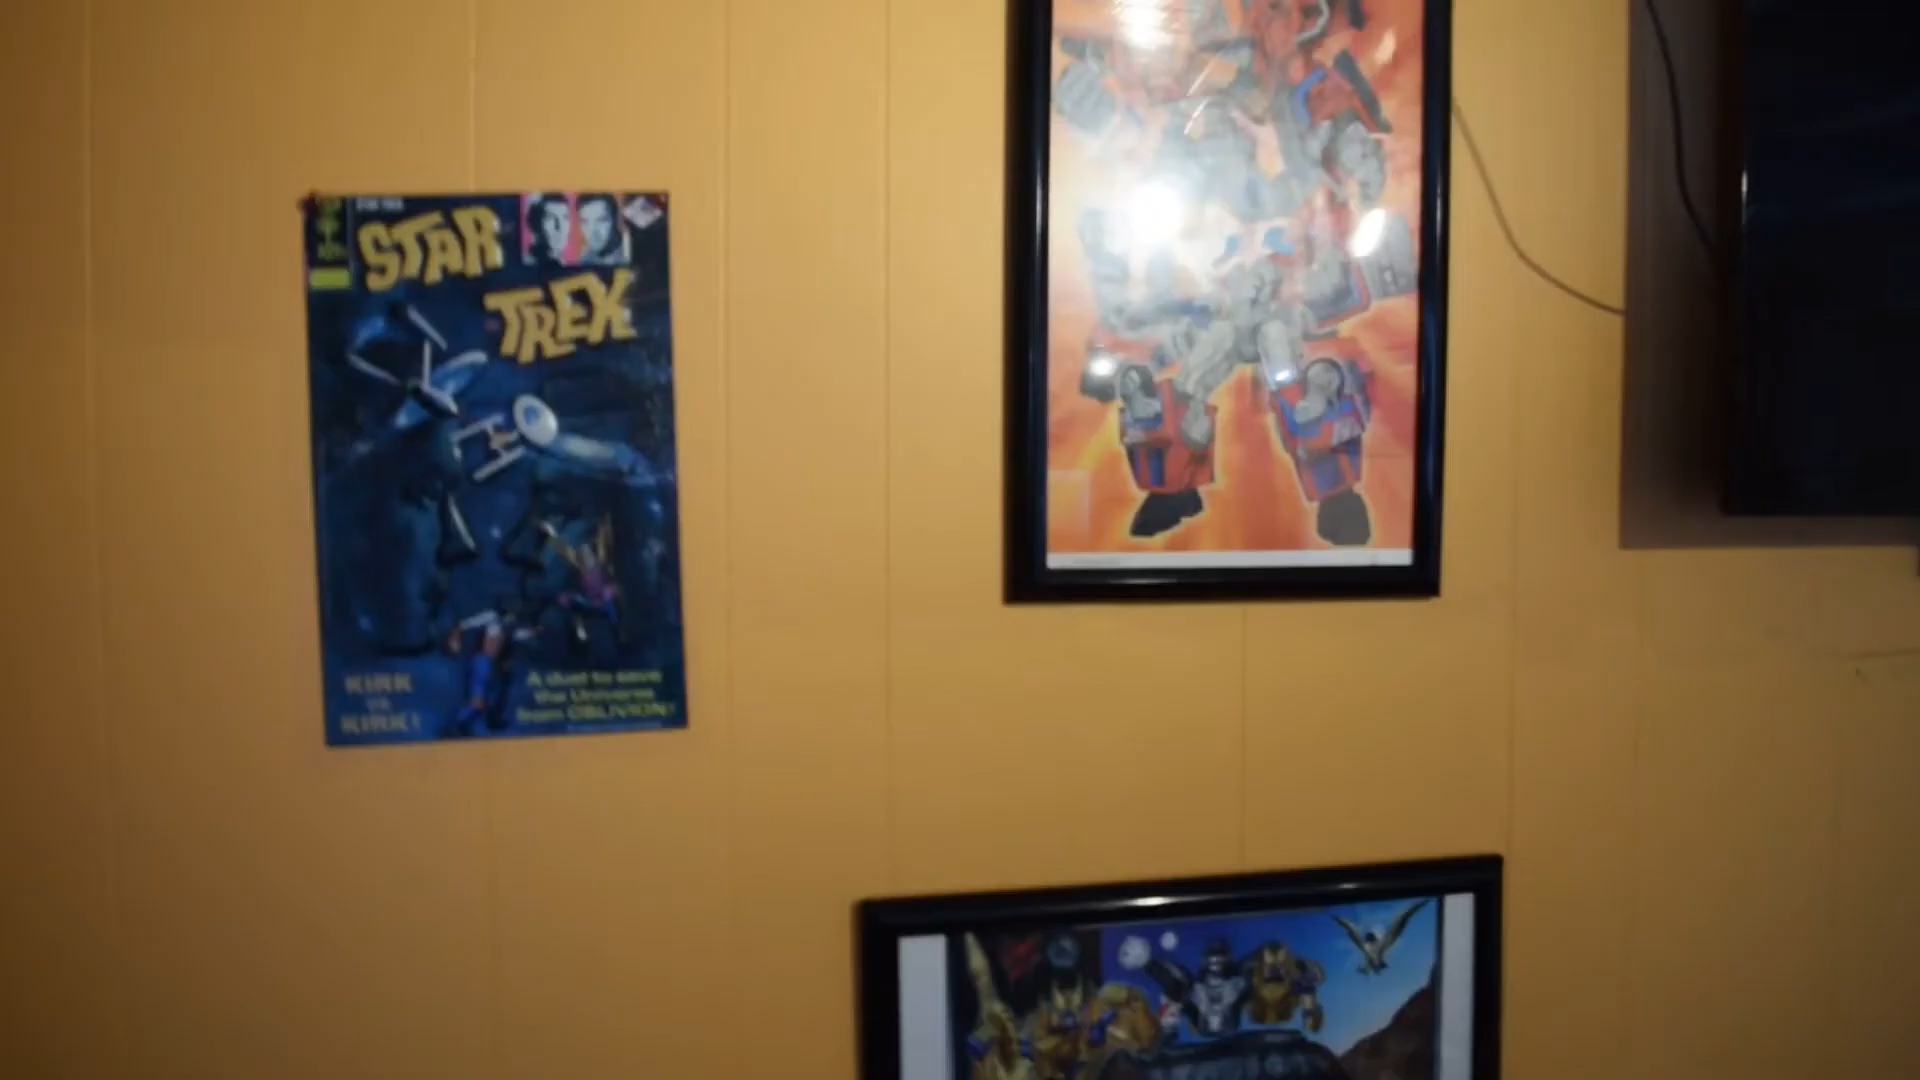 STAR
TREK
KIRK
VS.
KIRK!
A duel to save
the Universe
from OBLIVION!